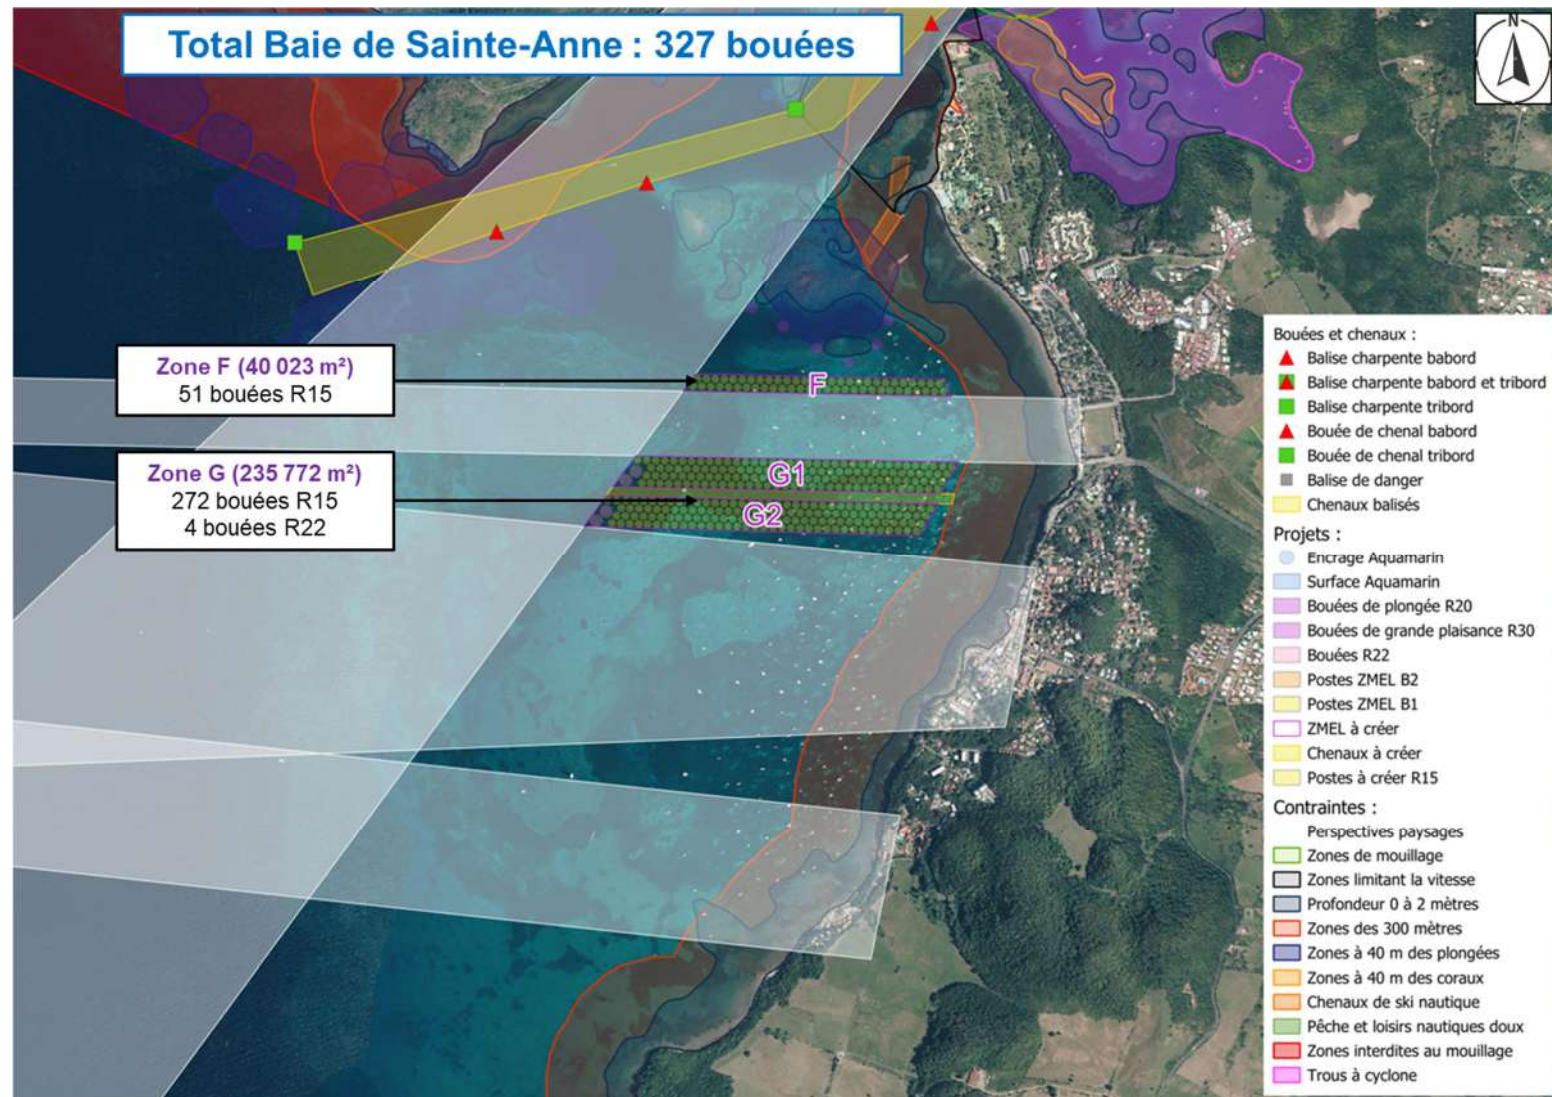 Total Baie de Sainte-Anne : 327 bouées
N
Zone F (40 023 m²)
51 bouées R15
F
Zone G (235 772 m²)
272 bouées R15
4 bouées R22
G1
G2
Bouées et chenaux :
Balise charpente babord
Balise charpente babord et tribord
Balise charpente tribord
Bouée de chenal babord
Bouée de chenal tribord
Balise de danger
Chenaux balisés
Projets :
Encrage Aquamarin
Surface Aquamarin
Bouées de plongée R20
Bouées de grande plaisance R30
Bouées R22
Postes ZMEL B2
Postes ZMEL B1
ZMEL à créer
Chenaux à créer
Postes à créer R15
Contraintes :
Perspectives paysages
Zones de mouillage
Zones limitant la vitesse
Profondeur 0 à 2 mètres
Zones des 300 mètres
Zones à 40 m des plongées
Zones à 40 m des coraux
Chenaux de ski nautique
Pêche et loisirs nautiques doux
Zones interdites au mouillage
Trous à cyclone